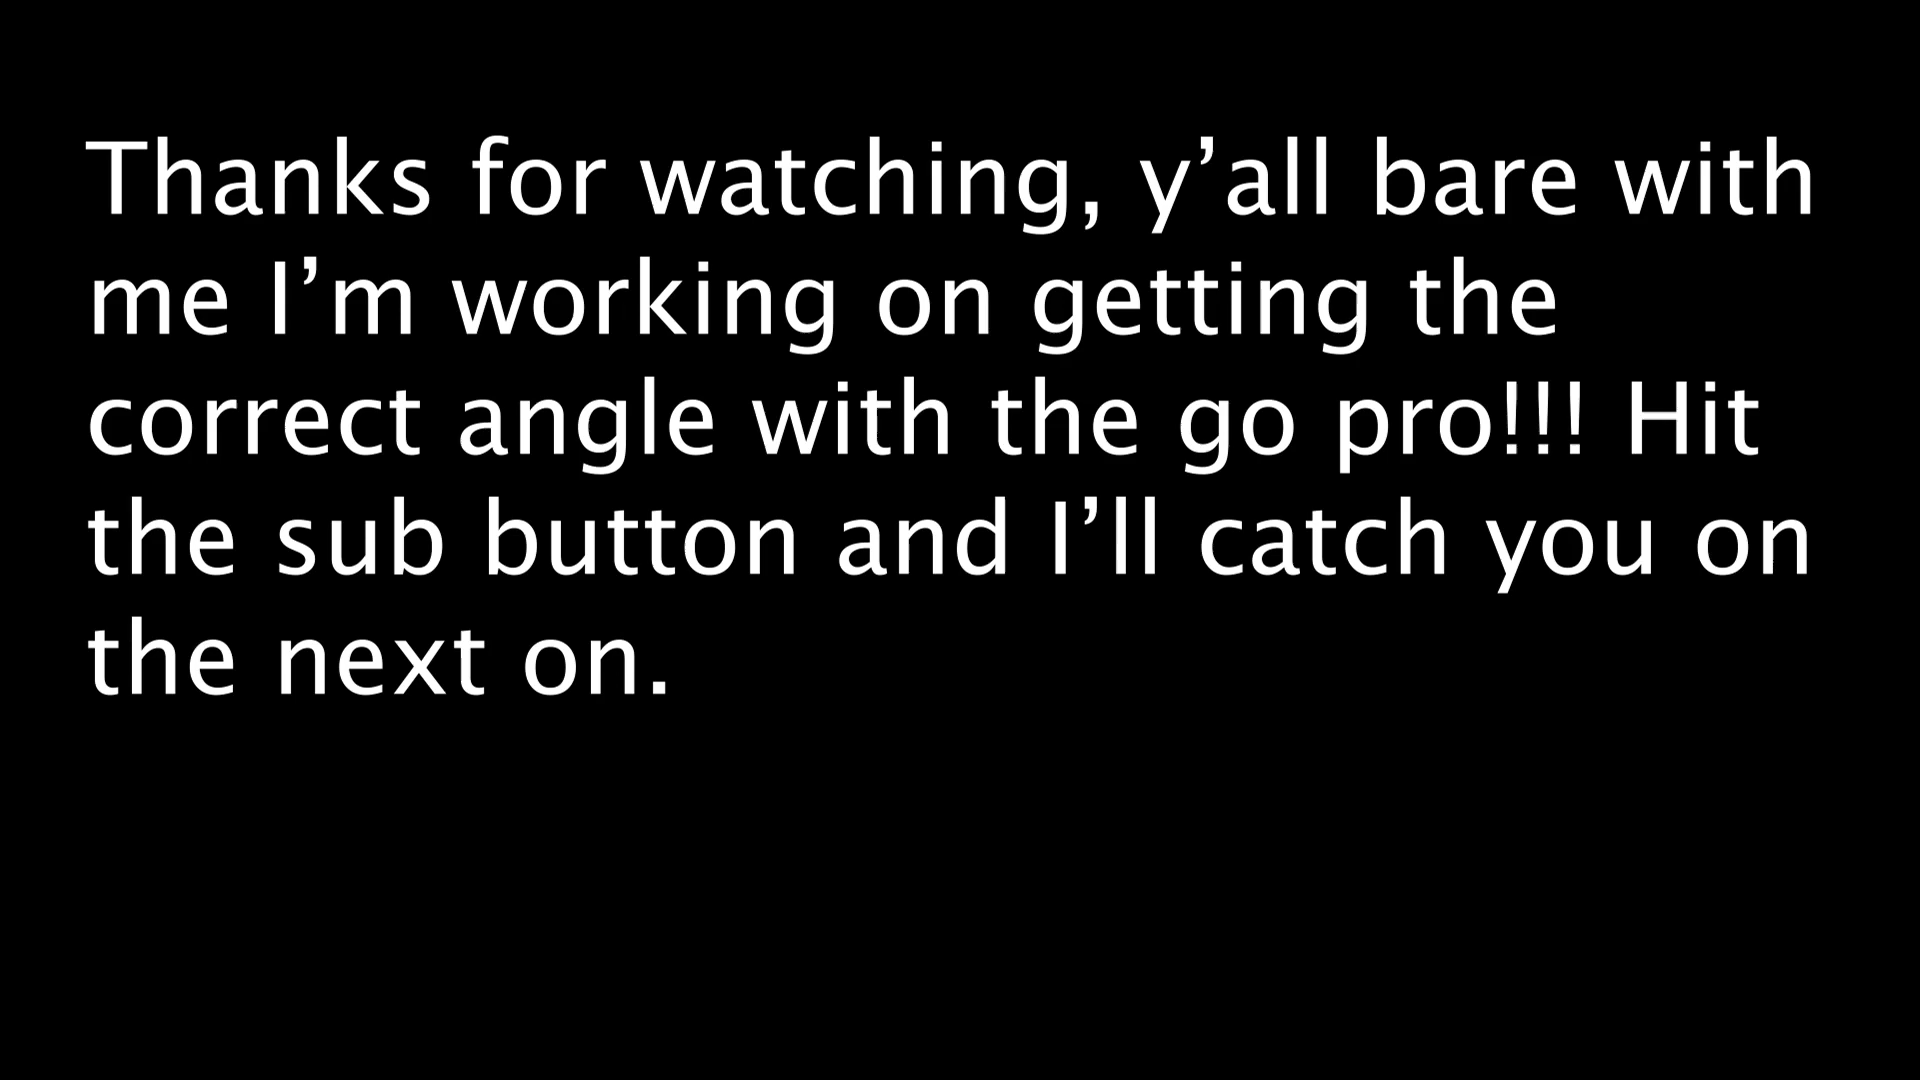 Thanks for watching, y’all bare with
me I’m working on getting the
correct angle with the go pro!!! Hit
the sub button and I’ll catch you on
the next on.